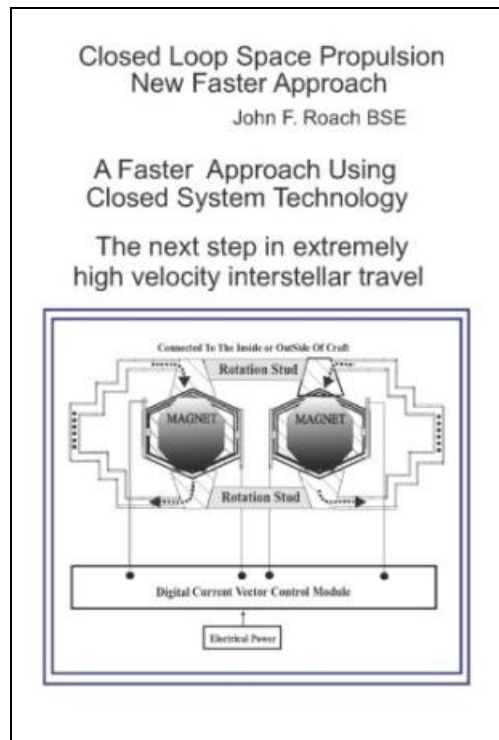 Closed Loop Space Propulsion
New Faster Approach
John F. Roach BSE
A Faster Approach Using
Closed System Technology
The next step in extremely
high velocity interstellar travel
Connected To The Inside or OutSide Of Craft
Rotation Stud
MAGNET
MAGNET
Rotation Stud
Digital Current Vector Control Module
Electrical Power